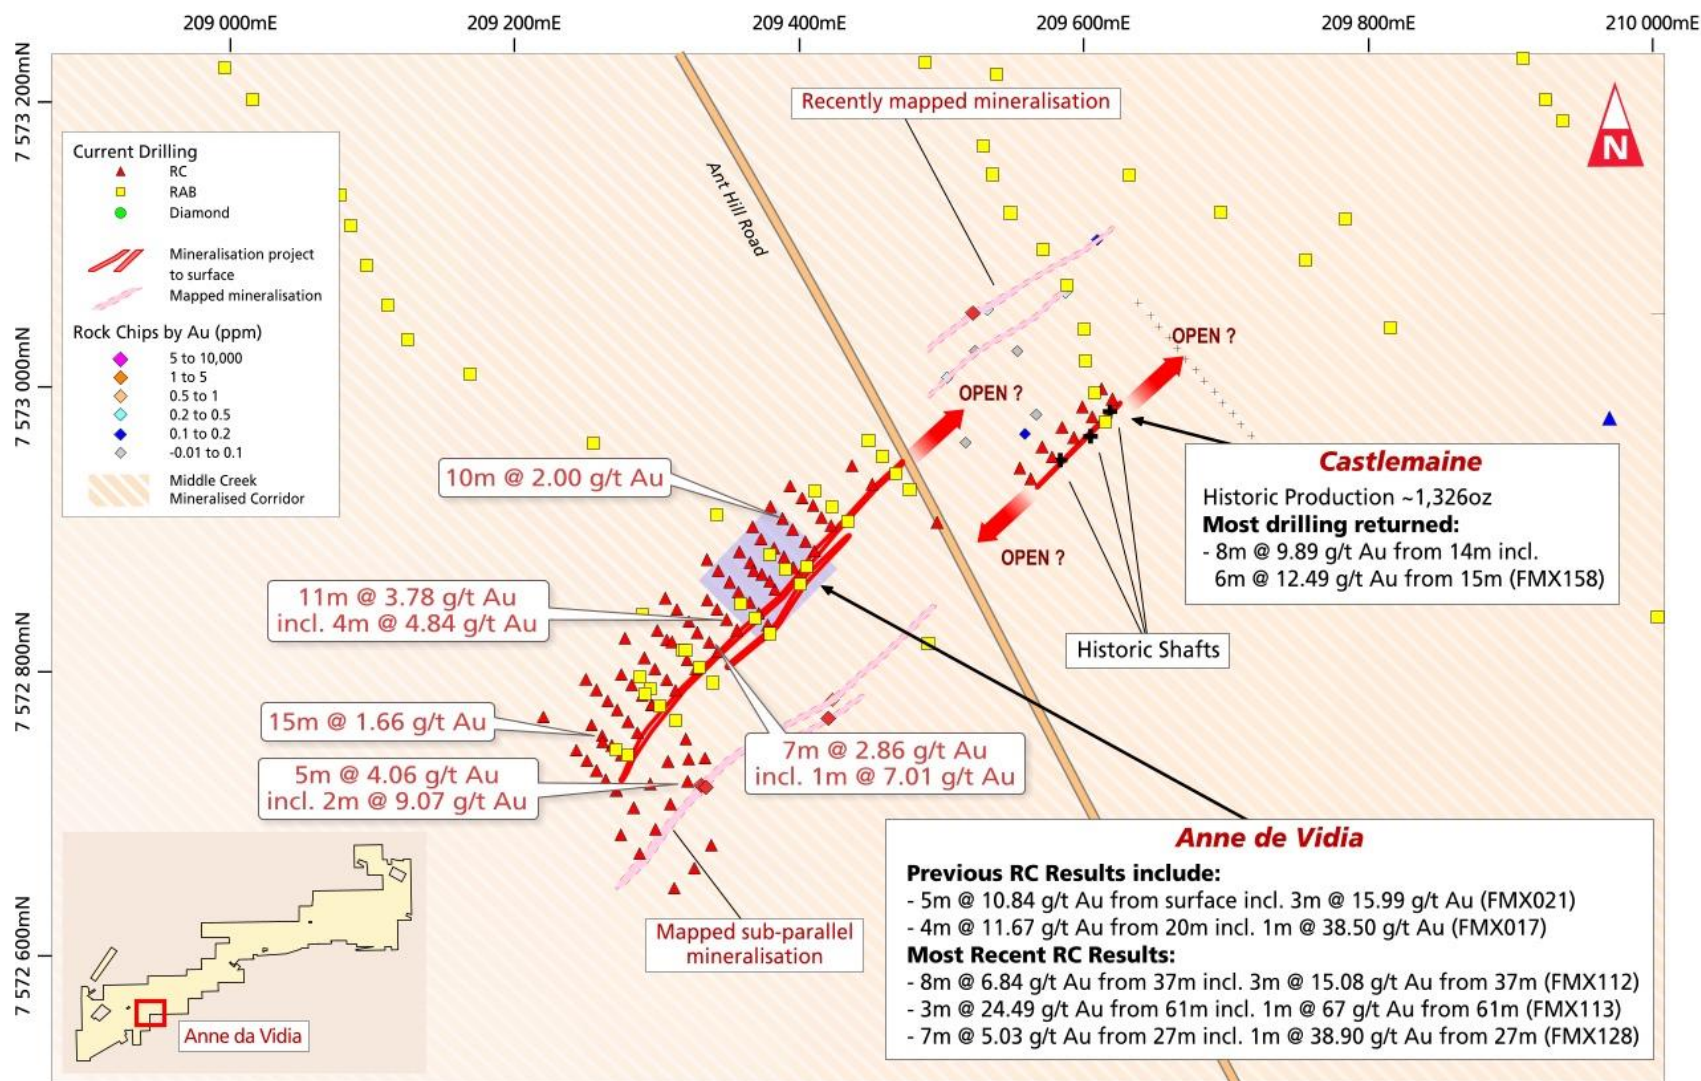 209 000mE
209 200mE
209 400mE
209 600mE
209 800mE
210 000mE
7 573 200mN
7 573 000mN
7 572 800mN
7 572 600mN
Recently mapped mineralisation
N
Current Drilling
RC
RAB
Diamond
Mineralisation project
to surface
Mapped mineralisation
Rock Chips by Au (ppm)
5 to 10,000
1 to 5
0.5 to 1
0.2 to 0.5
0.1 to 0.2
-0.01 to 0.1
Middle Creek
Mineralised Corridor
Ant Hill Road
OPEN ?
OPEN ?
OPEN ?
10m @ 2.00 g/t Au
Castlemaine
Historic Production ~1,326oz
Most drilling returned:
- 8m @ 9.89 g/t Au from 14m incl.
6m @ 12.49 g/t Au from 15m (FMX158)
11m @ 3.78 g/t Au
incl. 4m @ 4.84 g/t Au
Historic Shafts
15m @ 1.66 g/t Au
7m @ 2.86 g/t Au
incl. 1m @ 7.01 g/t Au
5m @ 4.06 g/t Au
incl. 2m @ 9.07 g/t Au
Mapped sub-parallel
mineralisation
Anne da Vidia
Anne de Vidia
Previous RC Results include:
- 5m @ 10.84 g/t Au from surface incl. 3m @ 15.99 g/t Au (FMX021)
- 4m @ 11.67 g/t Au from 20m incl. 1m @ 38.50 g/t Au (FMX017)
Most Recent RC Results:
- 8m @ 6.84 g/t Au from 37m incl. 3m @ 15.08 g/t Au from 37m (FMX112)
- 3m @ 24.49 g/t Au from 61m incl. 1m @ 67 g/t Au from 61m (FMX113)
- 7m @ 5.03 g/t Au from 27m incl. 1m @ 38.90 g/t Au from 27m (FMX128)